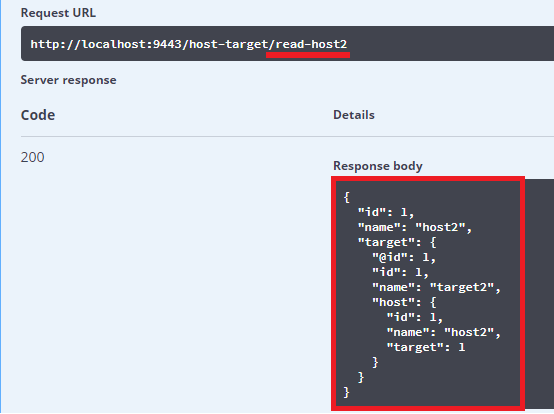 Request URL
http://localhost:9443/host-target/read-host2
Server response
Code
Details
200
Response body
{
"id": 1,
"name": "host2",
"target": {
"@id": 1,
"id": 1,
"name": "target2",
"host": {
"id": 1,
"name": "host2",
"target": 1
}
}
}